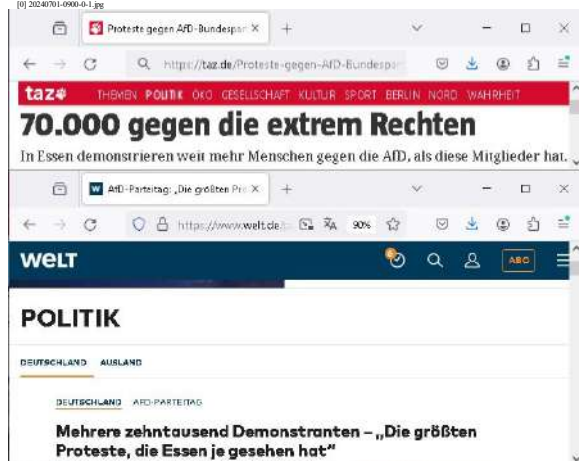 [0] 20240701-0900-0-1.jpg
Proteste gegen AfD-Bundespar
https://taz.de/Proteste-gegen-AfD-Bundespar
taz
THEMEN POLITIK ÖKO GESELLSCHAFT KULTUR SPORT BERLIN NORD WAHRHEIT
70.000 gegen die extrem Rechten
In Essen demonstrieren weit mehr Menschen gegen die AfD, als diese Mitglieder hat.
AfD-Parteitag: „Die größten Pro
https://www.welt.de/ 90%
welt ABO
POLITIK
DEUTSCHLAND AUSLAND
DEUTSCHLAND AFD-PARTEITAG
Mehrere zehntausend Demonstranten – „Die größten
Proteste, die Essen je gesehen hat“